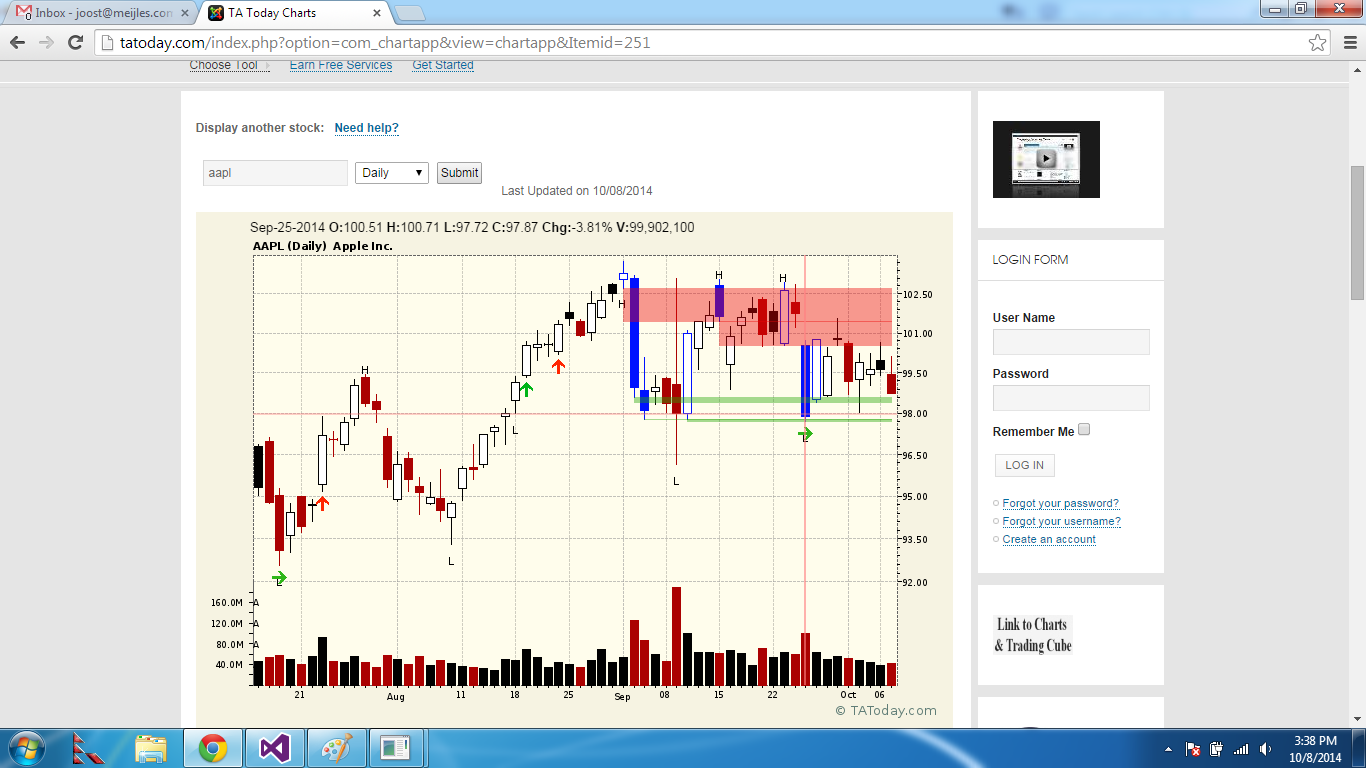 Inbox - joost@meijles.con
TA Today Charts
tatoday.com/index.php?option=com_chartapp&view=chartapp&Itemid=251
Choose Tool
Earn Free Services
Get Started
Display another stock: Need help?
aapl
Daily
Submit
Last Updated on 10/08/2014
Sep-25-2014 O:100.51 H:100.71 L:97.72 C:97.87 Chg:-3.81% V:99,902,100
AAPL (Daily) Apple Inc.
H
H
H
H
L
L
L
L
L
102.50
101.00
99.50
98.00
96.50
95.00
93.50
92.00
160.0M A
120.0M A
80.0M A
40.0M
21 Aug 11 18 25 Sep 08 15 22 Oct 06
© TAToday.com
LOGIN FORM
User Name
Password
Remember Me
LOG IN
Forgot your password?
Forgot your username?
Create an account
Link to Charts
& Trading Cube
3:38 PM
10/8/2014